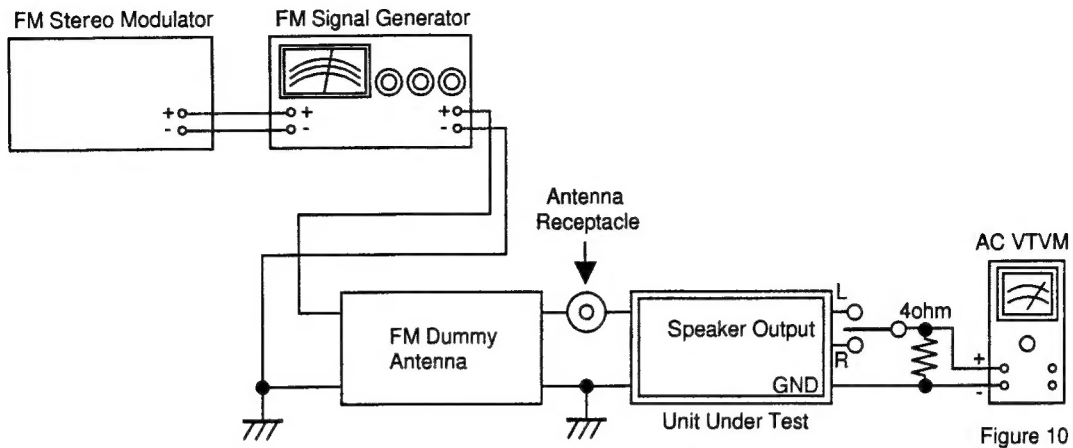 FM Stereo Modulator
FM Signal Generator
+
-
+
-
+
-
Antenna
Receptacle
AC VTVM
FM Dummy
Antenna
Speaker Output
GND
L
R
4ohm
+
-
Unit Under Test
Figure 10